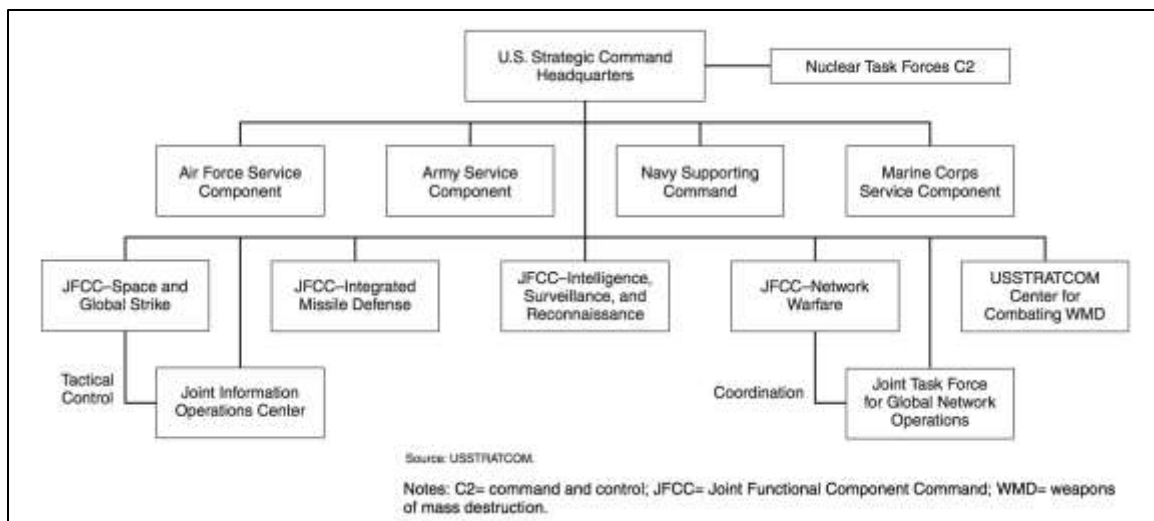 U.S. Strategic Command
Headquarters
Nuclear Task Forces C2
Air Force Service
Component
Army Service
Component
Navy Supporting
Command
Marine Corps
Service Component
JFCC–Space and
Global Strike
JFCC–Integrated
Missile Defense
JFCC–Intelligence,
Surveillance, and
Reconnaissance
JFCC–Network
Warfare
USSTRATCOM
Center for
Combating WMD
Tactical
Control
Joint Information
Operations Center
Coordination
Joint Task Force
for Global Network
Operations
Source: USSTRATCOM.
Notes: C2= command and control; JFCC= Joint Functional Component Command; WMD= weapons
of mass destruction.